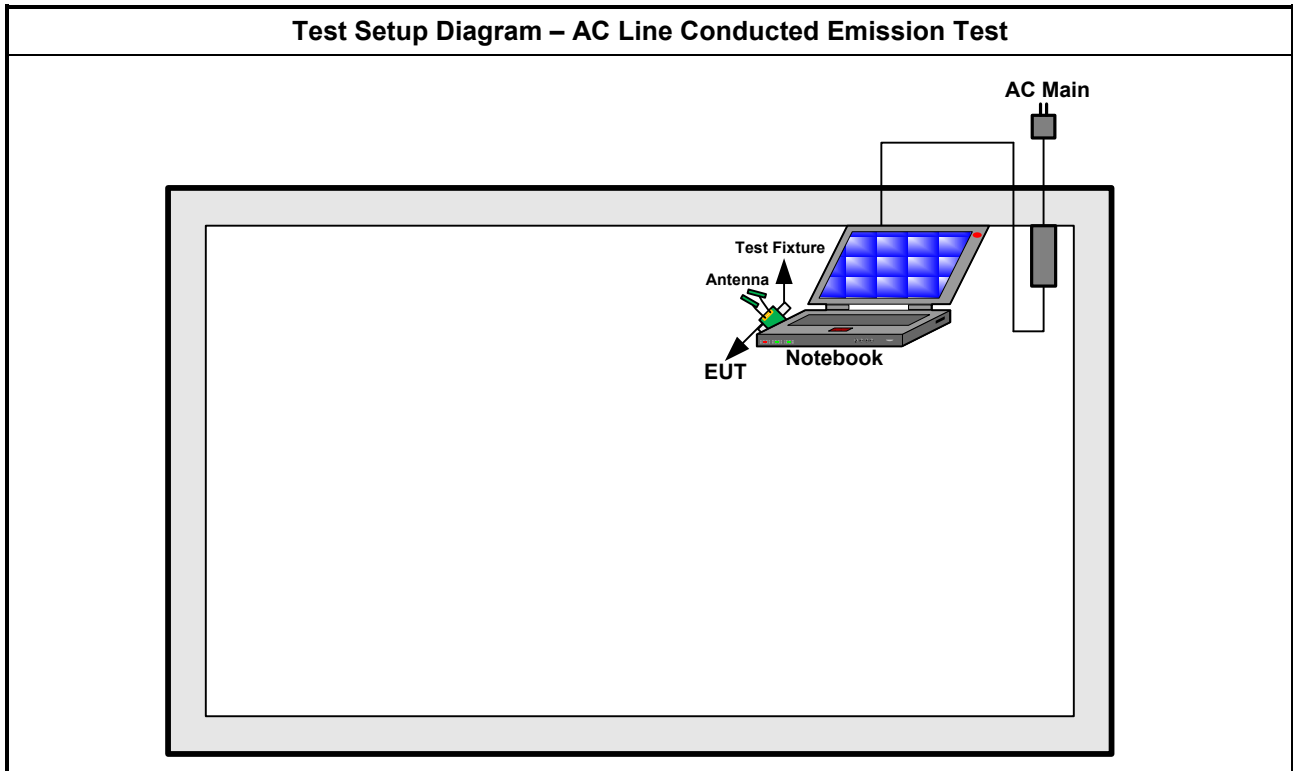 Test Setup Diagram – AC Line Conducted Emission Test
AC Main
Test Fixture
Antenna
EUT
Notebook